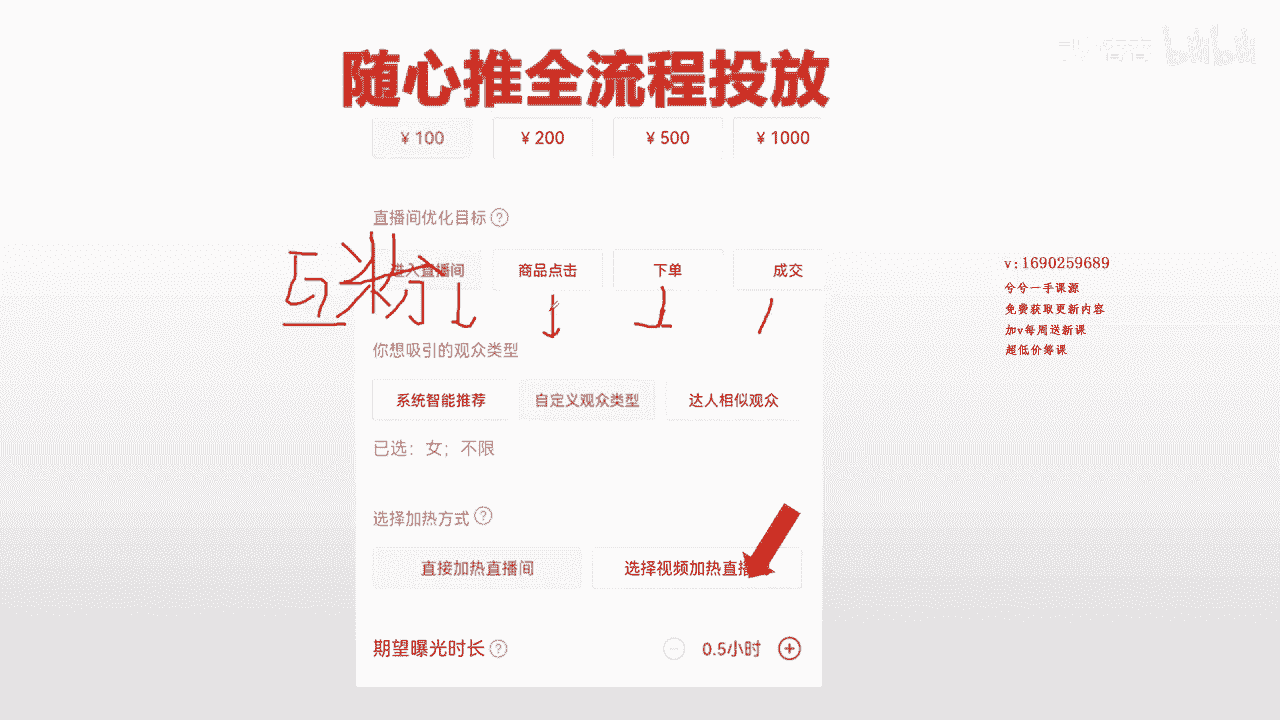 随心推全流程投放
¥ 100 ¥ 200 ¥ 500 ¥ 1000
直播间优化目标 ?
进入直播间 商品点击 下单 成交
你想吸引的观众类型
系统智能推荐 自定义观众类型 达人相似观众
已选：女；不限
选择加热方式 ?
直接加热直播间 选择视频加热直播
期望曝光时长 ? 0.5小时
v:1690259689
兮兮一手课源
免费获取更新内容
加v每周送新课
超低价筹课
bilibili